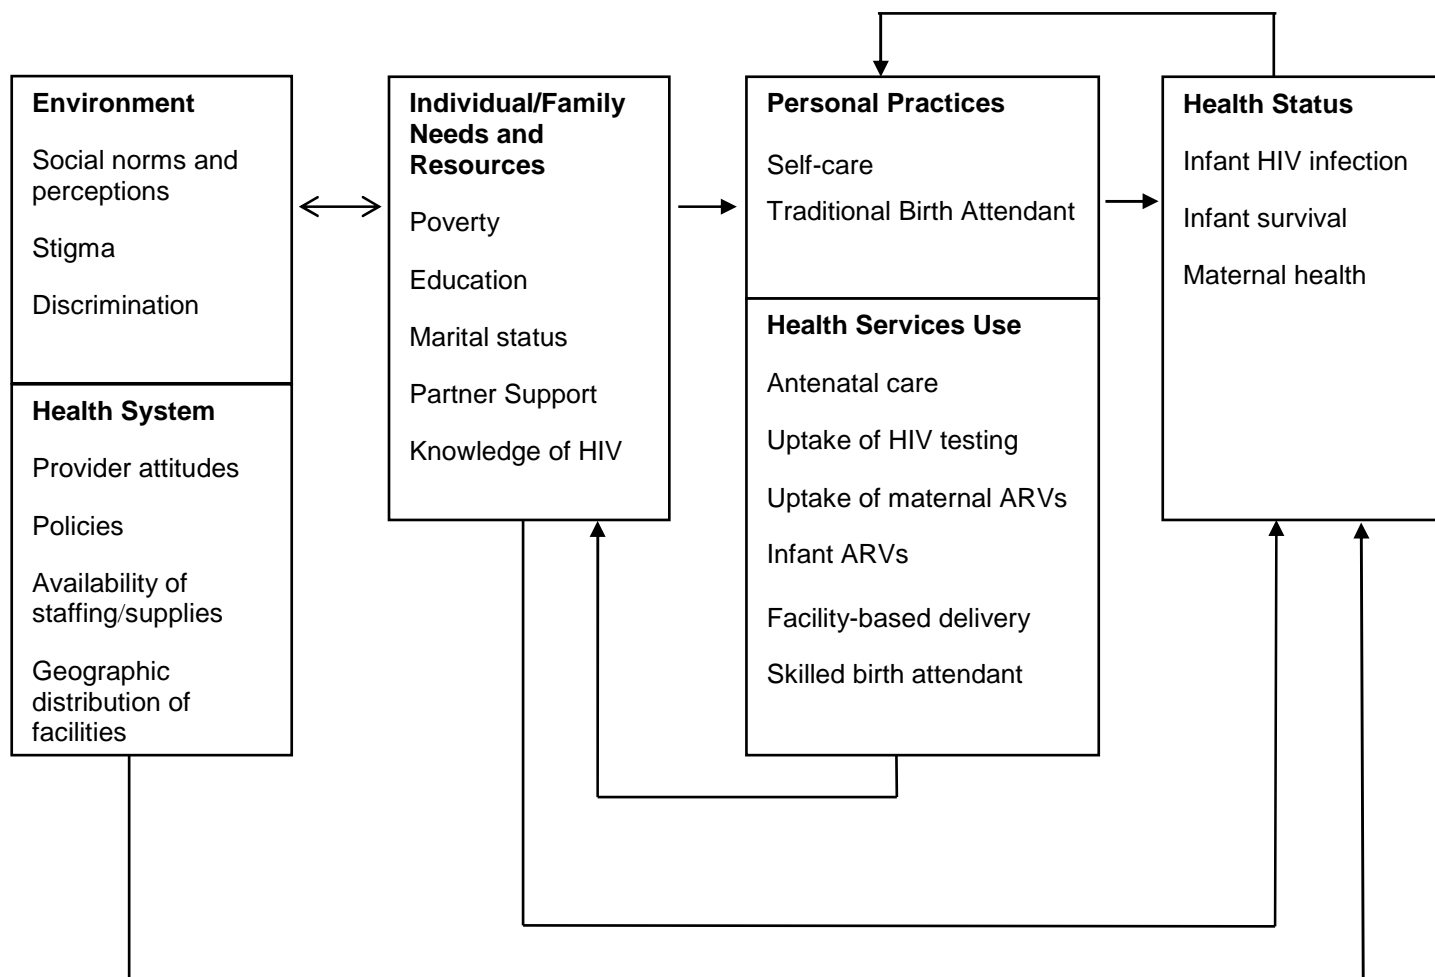 Environment
Social norms and
perceptions
Stigma
Discrimination
Health System
Provider attitudes
Policies
Availability of
staffing/supplies
Geographic
distribution of
facilities
Individual/Family
Needs and
Resources
Poverty
Education
Marital status
Partner Support
Knowledge of HIV
Personal Practices
Self-care
Traditional Birth Attendant
Health Services Use
Antenatal care
Uptake of HIV testing
Uptake of maternal ARVs
Infant ARVs
Facility-based delivery
Skilled birth attendant
Health Status
Infant HIV infection
Infant survival
Maternal health